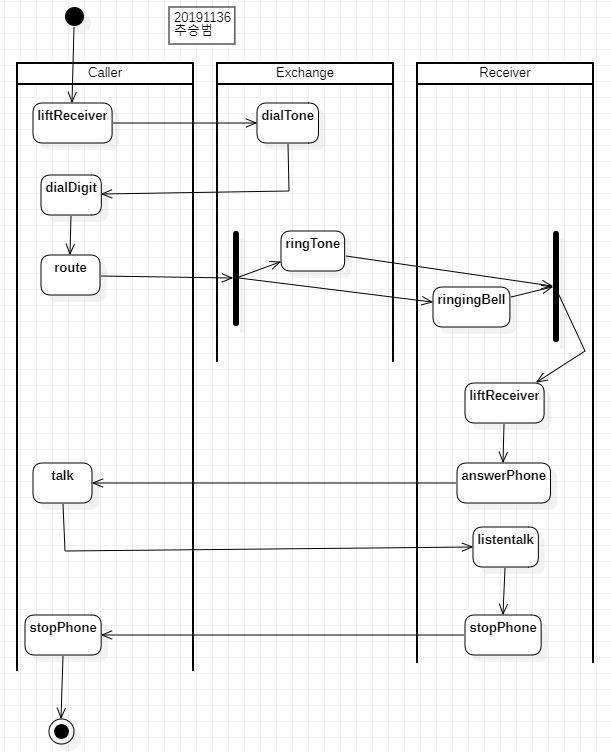 20191136
추승범
Caller
Exchange
Receiver
liftReceiver
dialTone
dialDigit
ringTone
route
ringingBell
liftReceiver
talk
answerPhone
listentalk
stopPhone
stopPhone